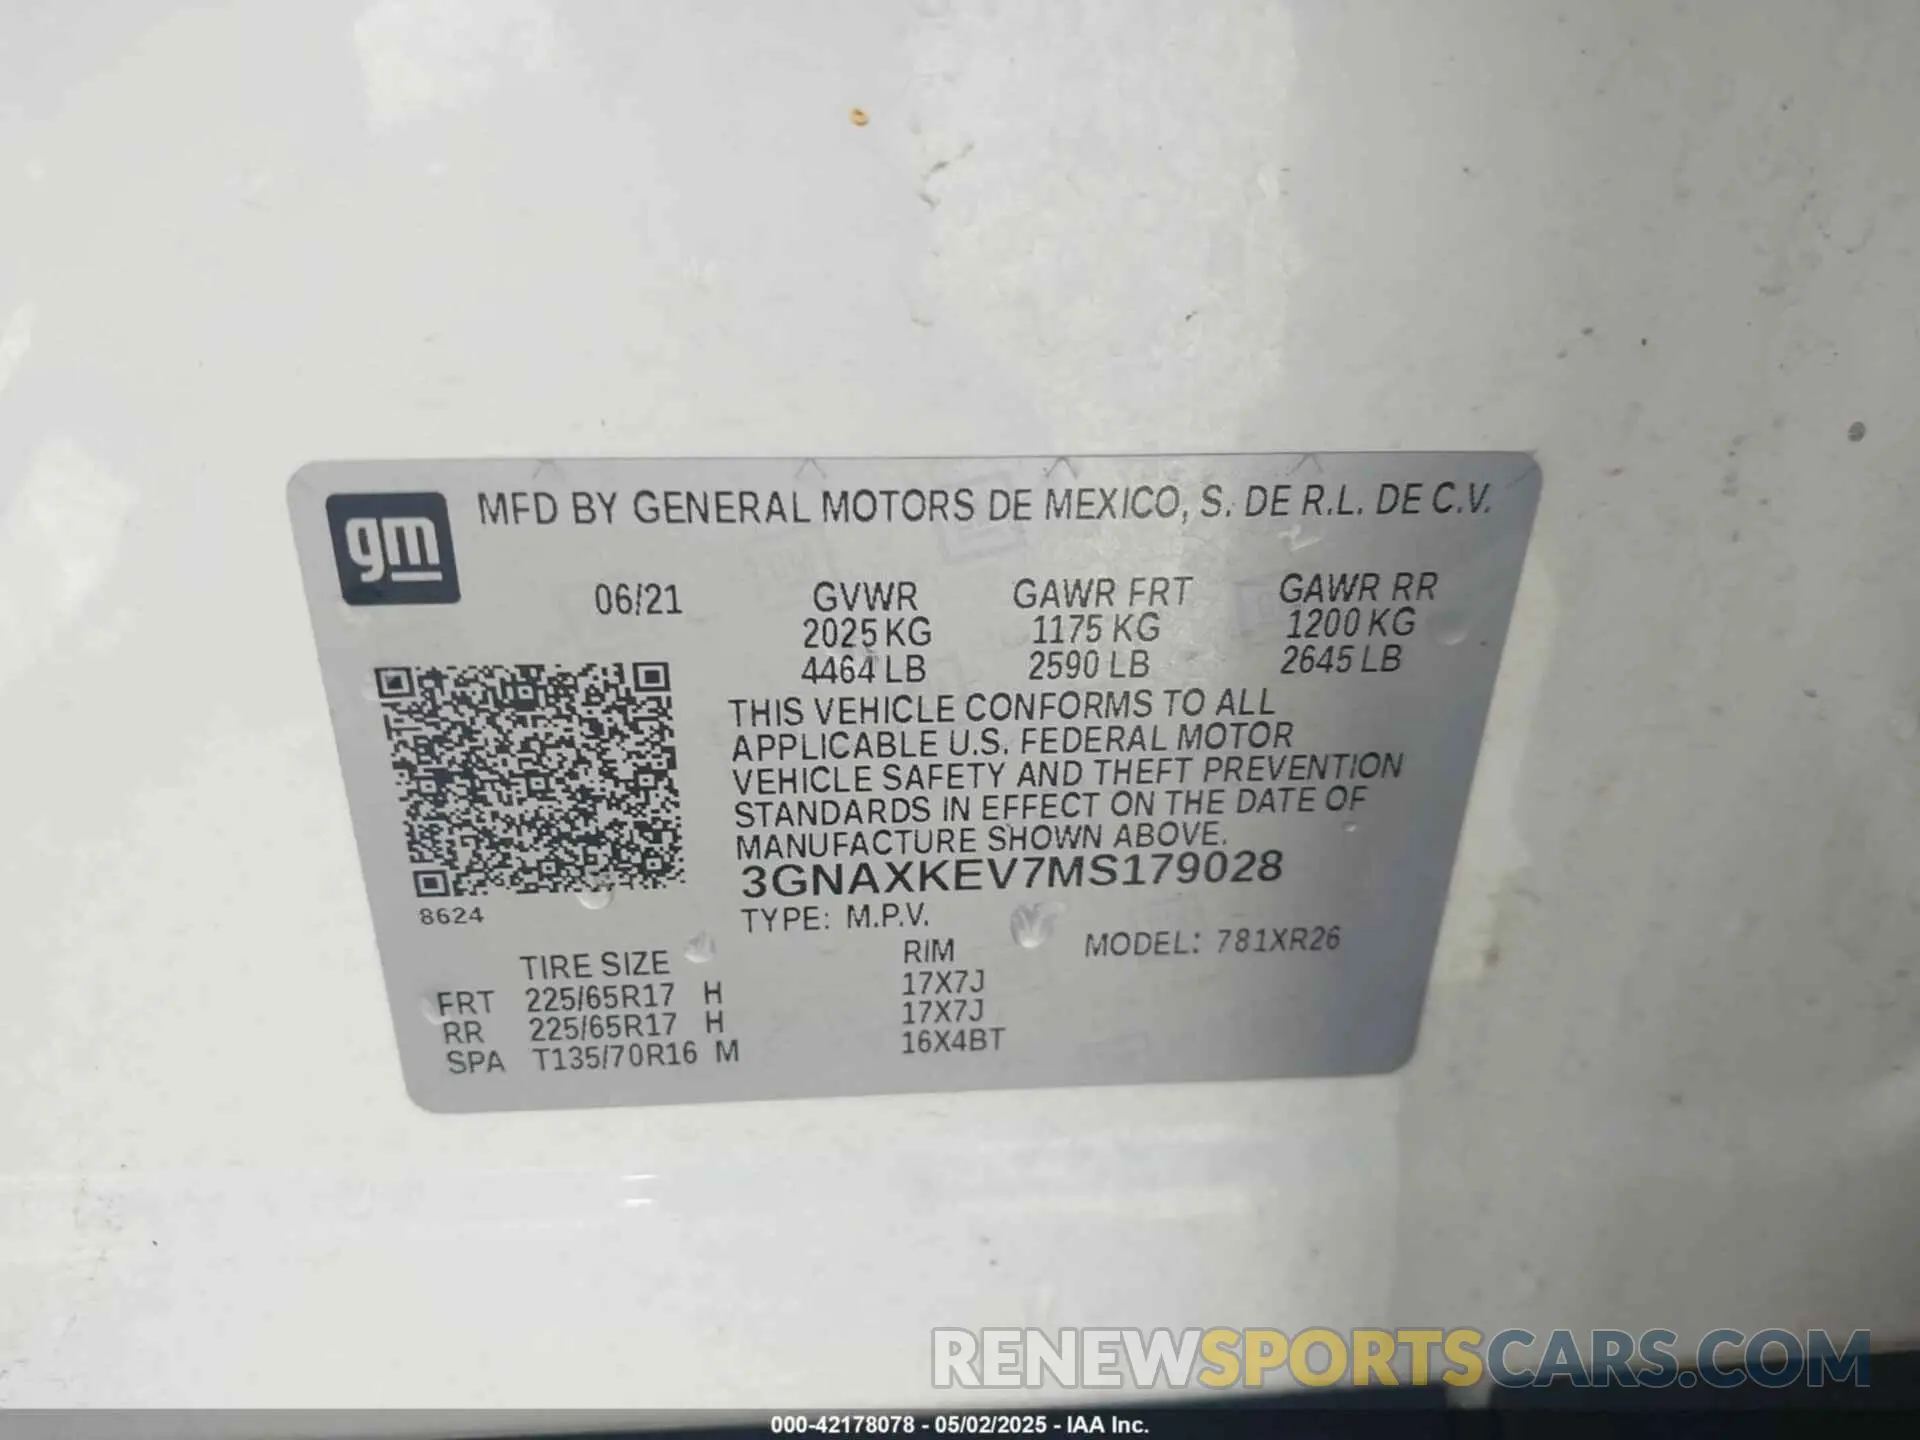 gm
MFD BY GENERAL MOTORS DE MEXICO, S. DE R.L. DE C.V.
06/21 GVWR GAWR FRT GAWR RR
2025 KG 1175 KG 1200 KG
4464 LB 2590 LB 2645 LB
THIS VEHICLE CONFORMS TO ALL
APPLICABLE U.S. FEDERAL MOTOR
VEHICLE SAFETY AND THEFT PREVENTION
STANDARDS IN EFFECT ON THE DATE OF
MANUFACTURE SHOWN ABOVE.
3GNAXKEV7MS179028
8624
TYPE: M.P.V. MODEL: 781XR26
TIRE SIZE RIM
FRT 225/65R17 H 17X7J
RR 225/65R17 H 17X7J
SPA T135/70R16 M 16X4BT
RENEWSPORTSCARS.COM
000-42178078 - 05/02/2025 - IAA Inc.